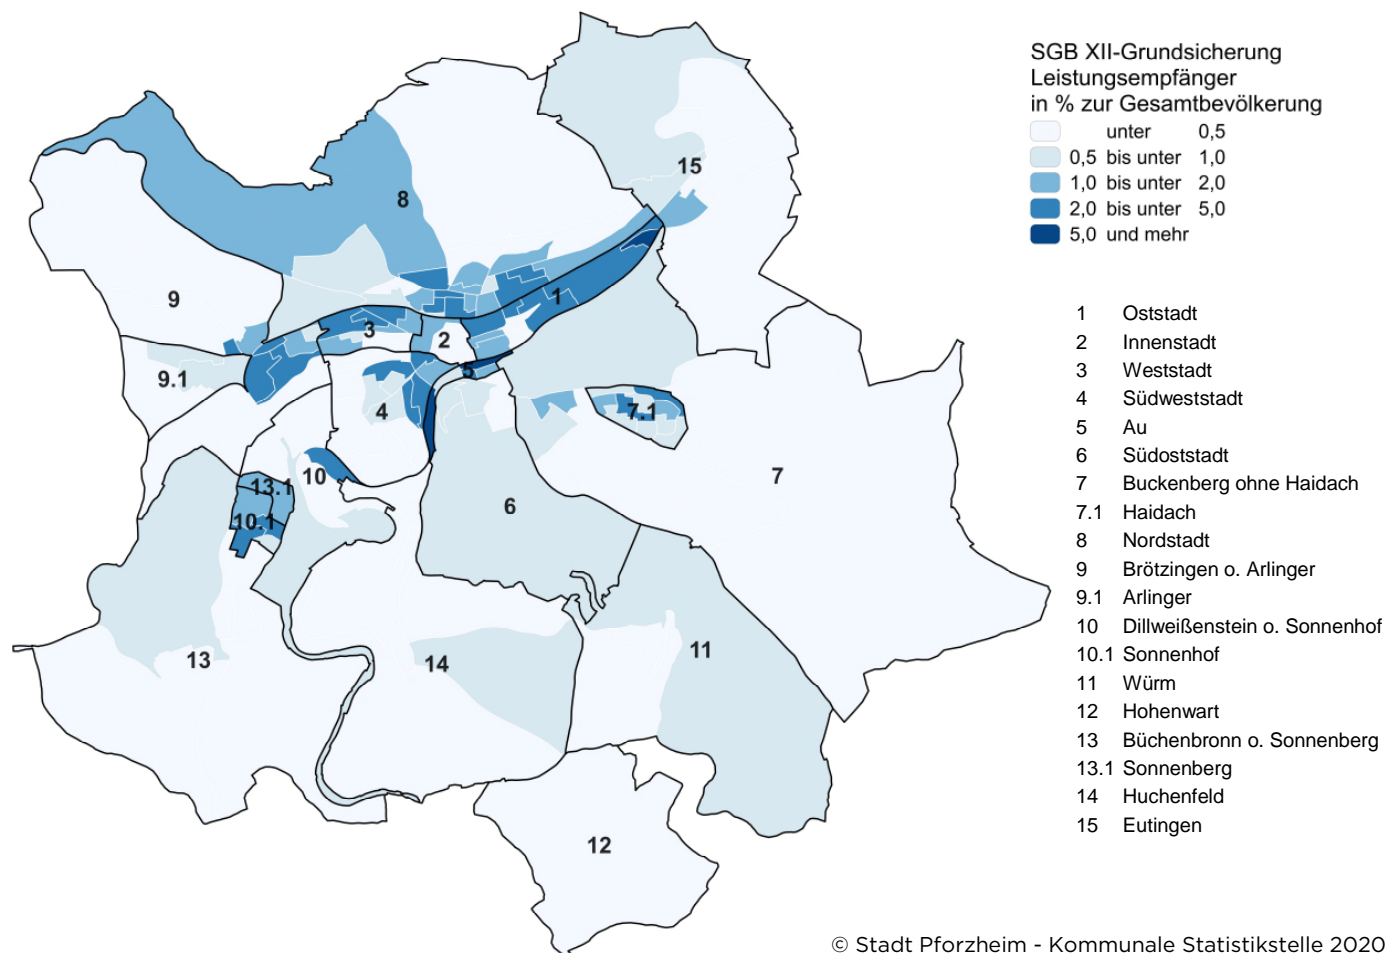 SGB XII-Grundsicherung
Leistungsempfänger
in % zur Gesamtbevölkerung
unter 0,5
0,5 bis unter 1,0
1,0 bis unter 2,0
2,0 bis unter 5,0
5,0 und mehr
15
8
9
1
3
2
9.1
5
4
7.1
10
13.1
7
6
10.1
13
14
11
12
1 Oststadt
2 Innenstadt
3 Weststadt
4 Südweststadt
5 Au
6 Südoststadt
7 Buckenberg ohne Haidach
7.1 Haidach
8 Nordstadt
9 Brötzingen o. Arlinger
9.1 Arlinger
10 Dillweißenstein o. Sonnenhof
10.1 Sonnenhof
11 Würm
12 Hohenwart
13 Büchenbronn o. Sonnenberg
13.1 Sonnenberg
14 Huchenfeld
15 Eutingen
© Stadt Pforzheim - Kommunale Statistikstelle 2020